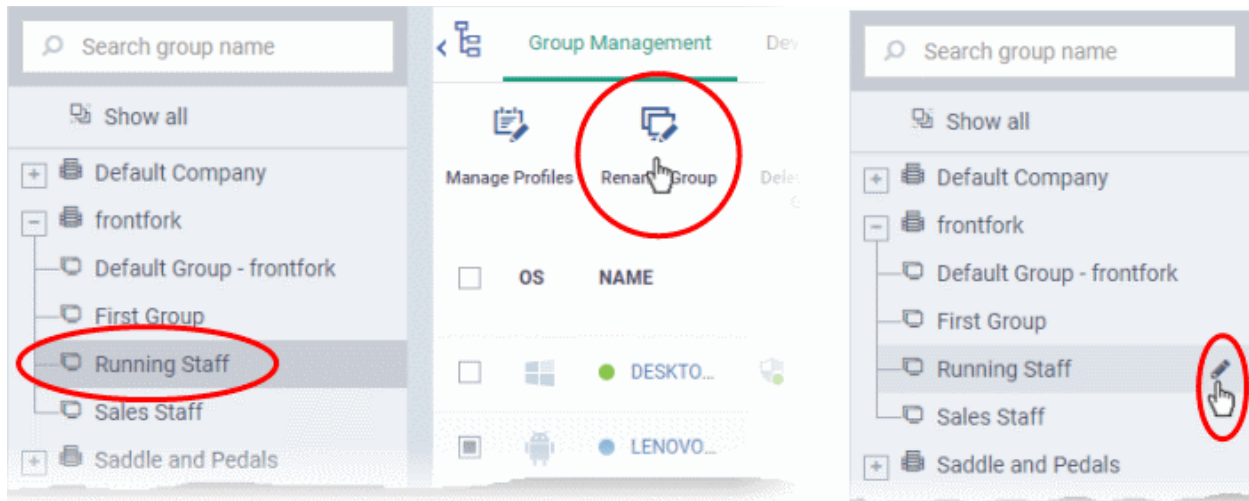 Search group name
Show all
Default Company
frontfork
Default Group - frontfork
First Group
Running Staff
Sales Staff
Saddle and Pedals
Group Management
Manage Profiles
Group
OS
NAME
DESKTO...
LENOVO...
Search group name
Show all
Default Company
frontfork
Default Group - frontfork
First Group
Running Staff
Sales Staff
Saddle and Pedals